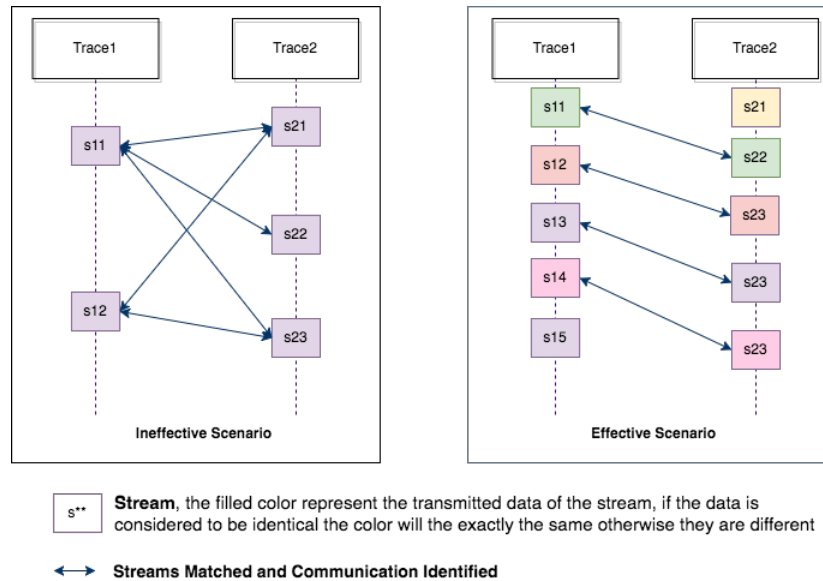 Trace1
Trace2
s11
s21
s22
s12
s23
Ineffective Scenario
Trace1
Trace2
s11
s21
s22
s12
s23
s13
s14
s23
s15
s23
Effective Scenario
s** Stream, the filled color represent the transmitted data of the stream, if the data is
considered to be identical the color will the exactly the same otherwise they are different
Streams Matched and Communication Identified